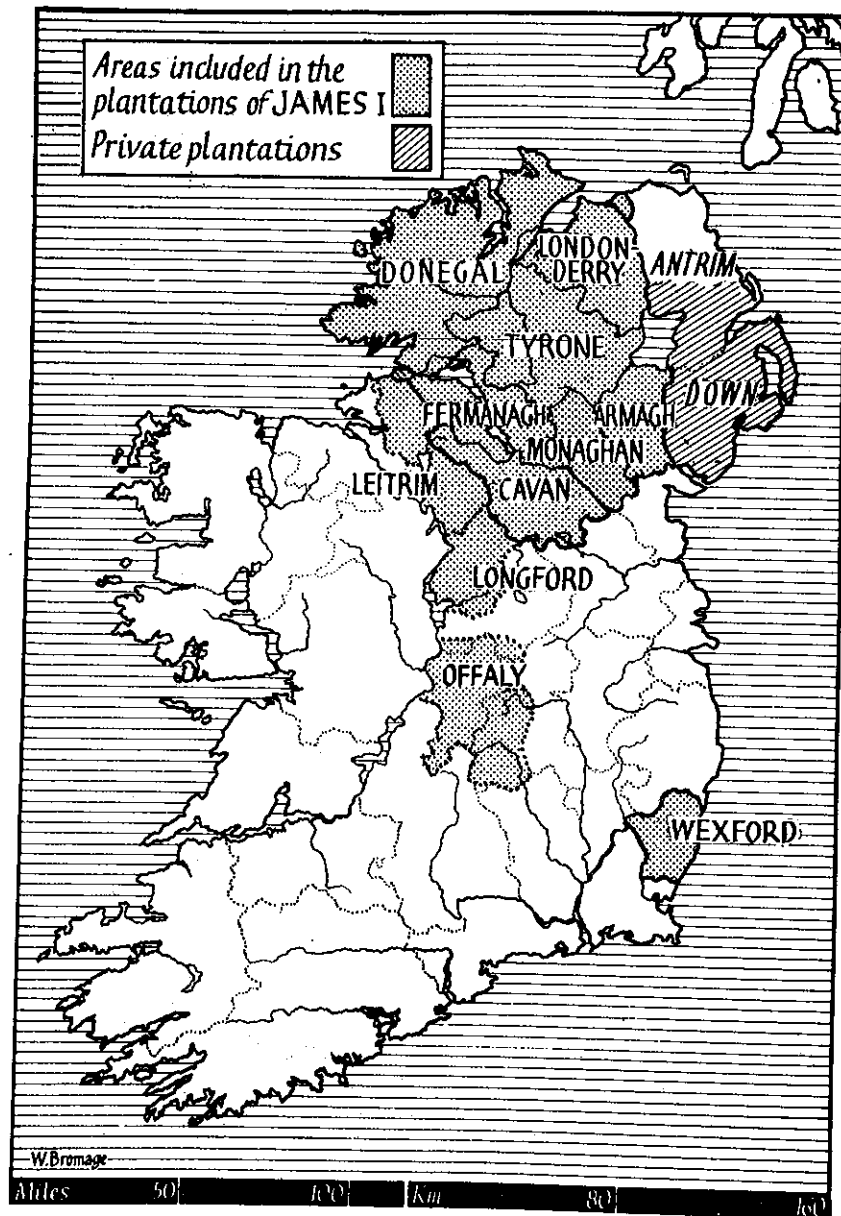 Areas included in the
plantations of JAMES I
Private plantations
DONEGAL
LONDON-
DERRY
ANTRIM
TYRONE
DOWN
FERMANAGH
ARMAGH
MONAGHAN
LEITRIM
CAVAN
LONGFORD
OFFALY
WEXFORD
W.Bromage
Miles 50 100 Km 80 160